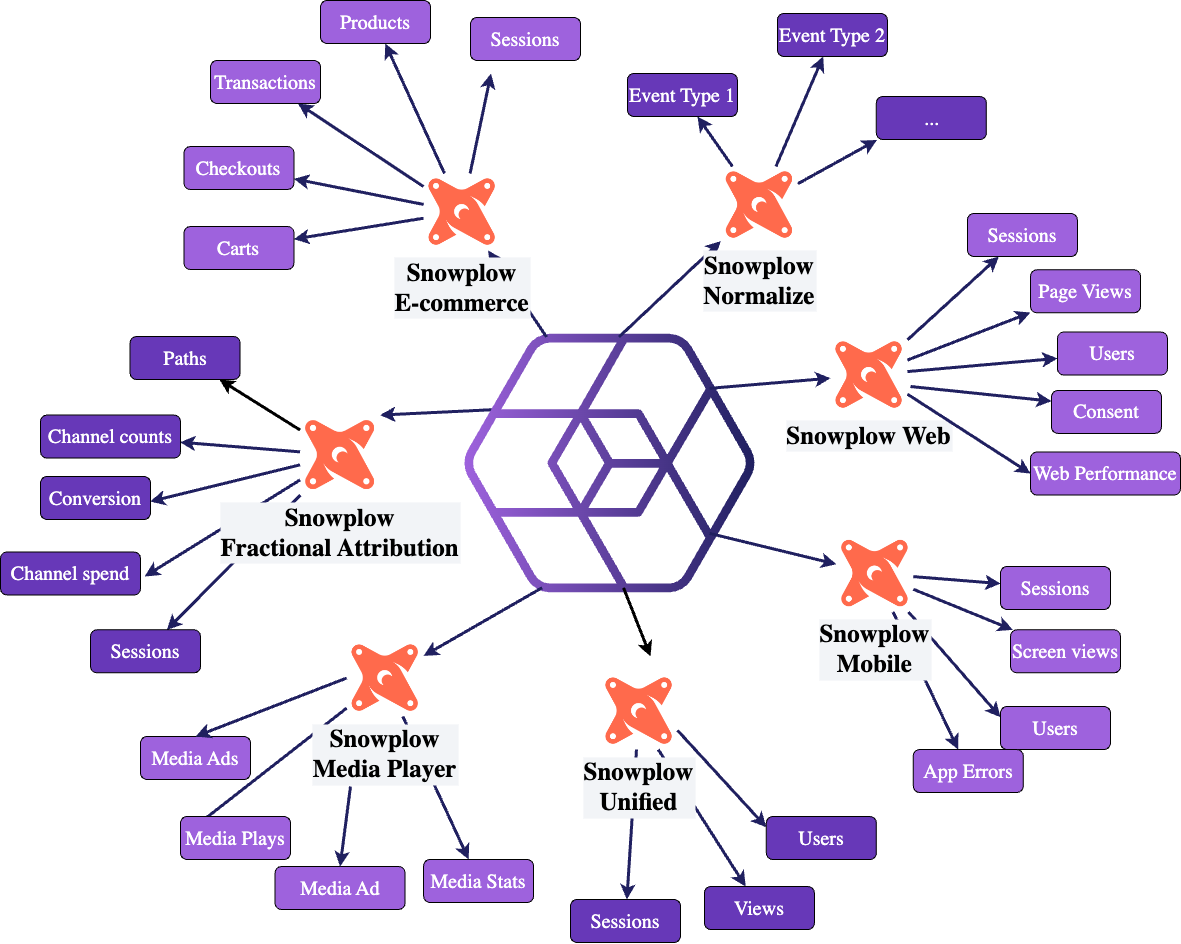 Products
Sessions
Transactions
Checkouts
Carts
Snowplow
E-commerce
Event Type 2
Event Type 1
...
Snowplow
Normalize
Sessions
Page Views
Users
Consent
Web Performance
Snowplow Web
Paths
Channel counts
Conversion
Channel spend
Sessions
Snowplow
Fractional Attribution
Snowplow
Mobile
Sessions
Screen views
Users
App Errors
Snowplow
Media Player
Media Ads
Media Plays
Media Ad
Media Stats
Snowplow
Unified
Users
Views
Sessions